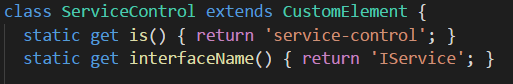 class ServiceControl extends CustomElement {
  static get is() { return 'service-control'; }
  static get interfaceName() { return 'IService'; }